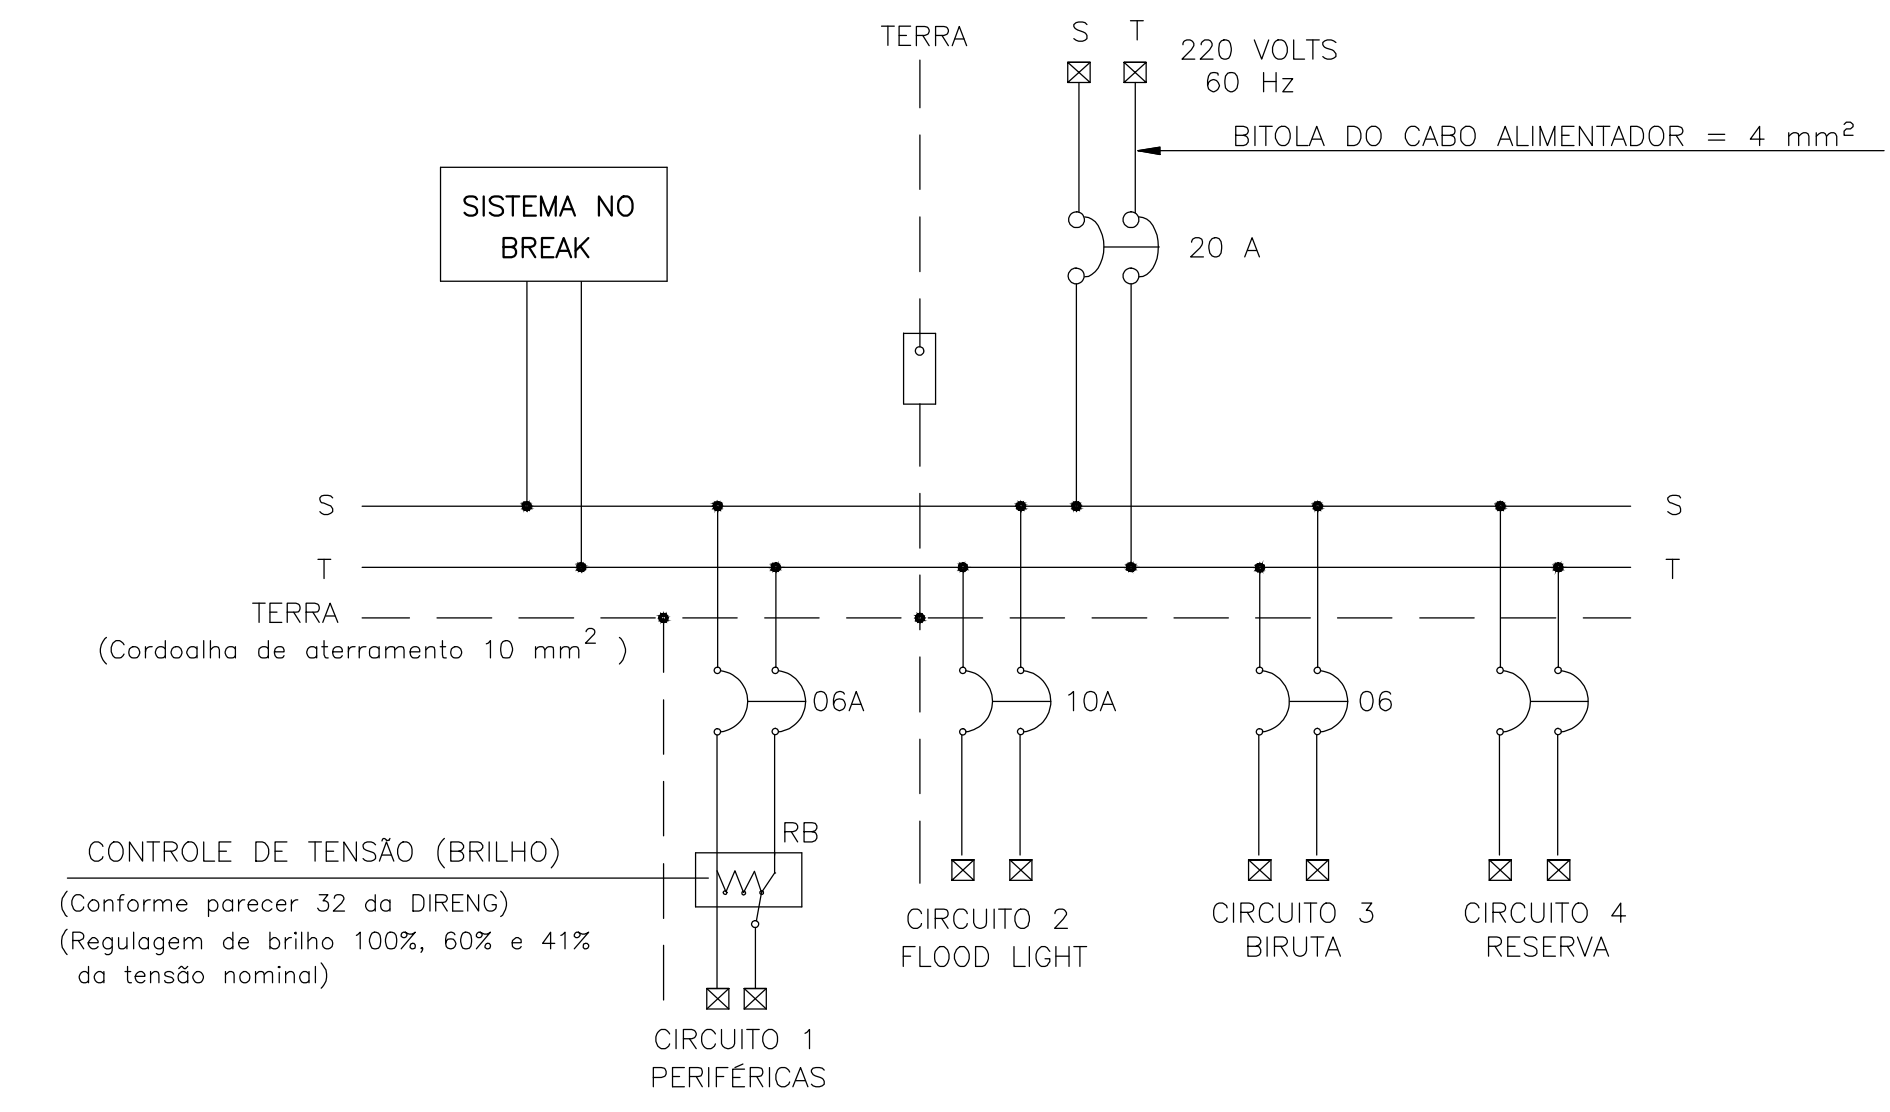 TERRA
S T
220 VOLTS
60 Hz
BITOLA DO CABO ALIMENTADOR = 4 mm²
SISTEMA NO
BREAK
20 A
S S
T T
TERRA
(Cordoalha de aterramento 10 mm² )
06A
10A
06
RB
CONTROLE DE TENSÃO (BRILHO)
(Conforme parecer 32 da DIRENG)
(Regulagem de brilho 100%, 60% e 41%
da tensão nominal)
CIRCUITO 1
PERIFÉRICAS
CIRCUITO 2
FLOOD LIGHT
CIRCUITO 3
BIRUTA
CIRCUITO 4
RESERVA